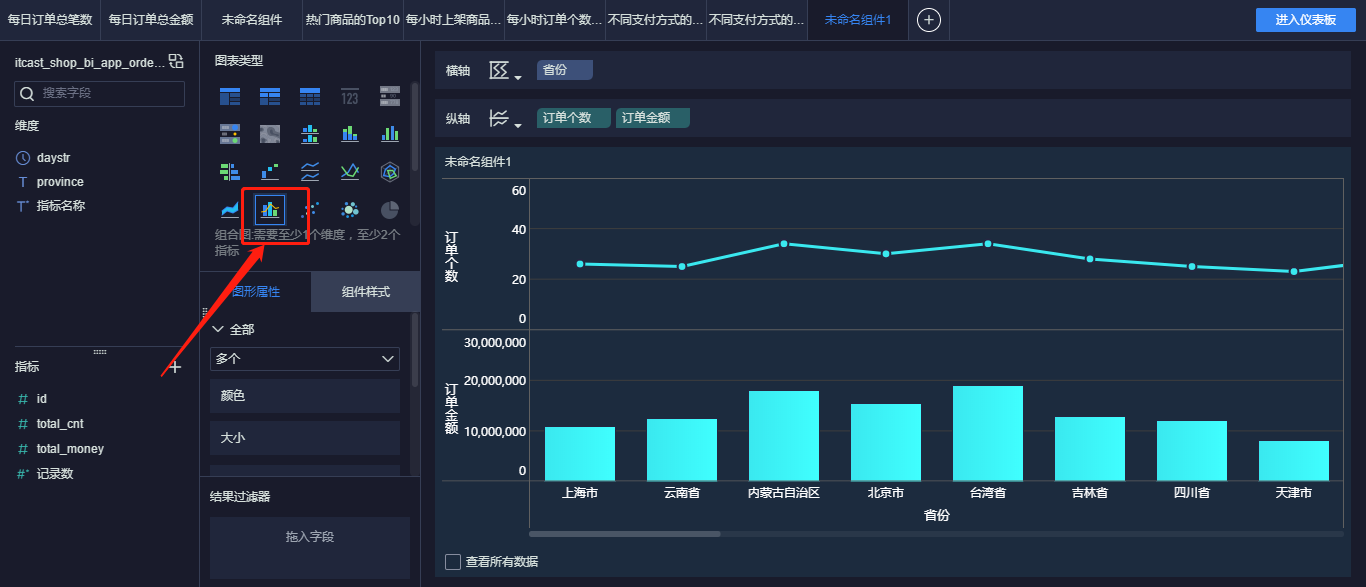 每日订单总笔数
每日订单总金额
未命名组件
热门商品的Top10
每小时上架商品...
每小时订单个数...
不同支付方式的...
不同支付方式的...
未命名组件1
进入仪表板
itcast_shop_bi_app_orde...
搜索字段
维度
daystr
T province
T* 指标名称
指标
# id
# total_cnt
# total_money
#* 记录数
图表类型
123
组合图:需要至少1个维度，至少2个
指标
图形属性
组件样式
全部
多个
颜色
大小
结果过滤器
拖入字段
横轴
省份
纵轴
订单个数
订单金额
未命名组件1
订单个数
60
40
20
0
订单金额
30,000,000
20,000,000
10,000,000
0
上海市
云南省
内蒙古自治区
北京市
台湾省
吉林省
四川省
天津市
省份
查看所有数据